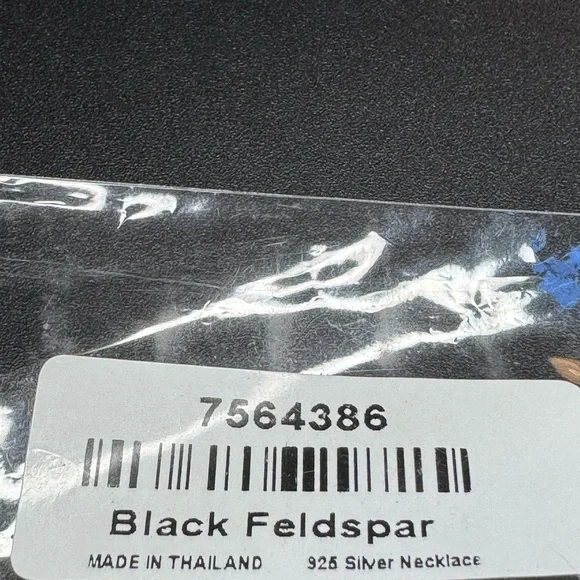 7564386
Black Feldspar
MADE IN THAILAND 925 Silver Necklace